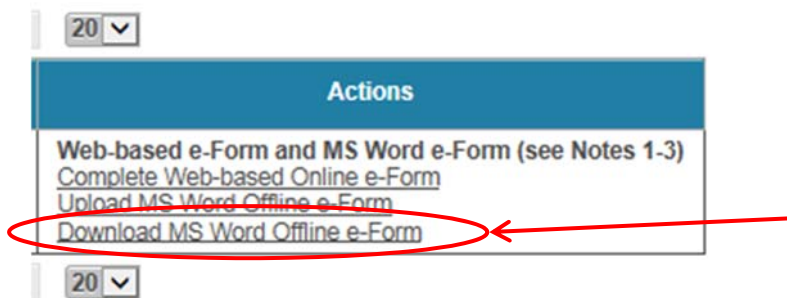 20
Actions
Web-based e-Form and MS Word e-Form (see Notes 1-3)
Complete Web-based Online e-Form
Upload MS Word Offline e-Form
Download MS Word Offline e-Form
20